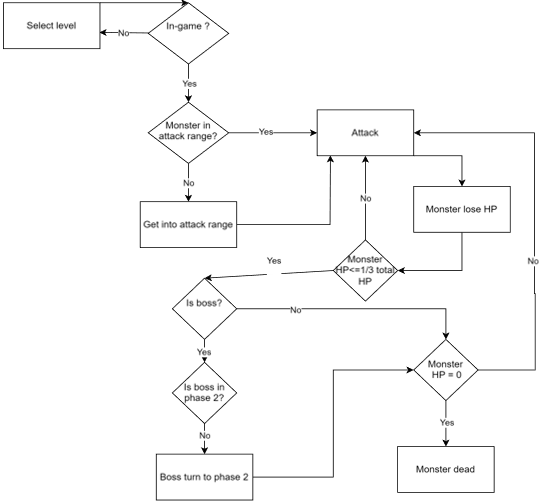 Select level
No
In-game ?
Yes
Monster in
attack range?
Yes
Attack
No
Get into attack range
No
Monster lose HP
Monster
HP<=1/3 total
HP
Yes
No
Is boss?
No
Yes
Monster
HP = 0
Is boss in
phase 2?
Yes
No
Boss turn to phase 2
Monster dead